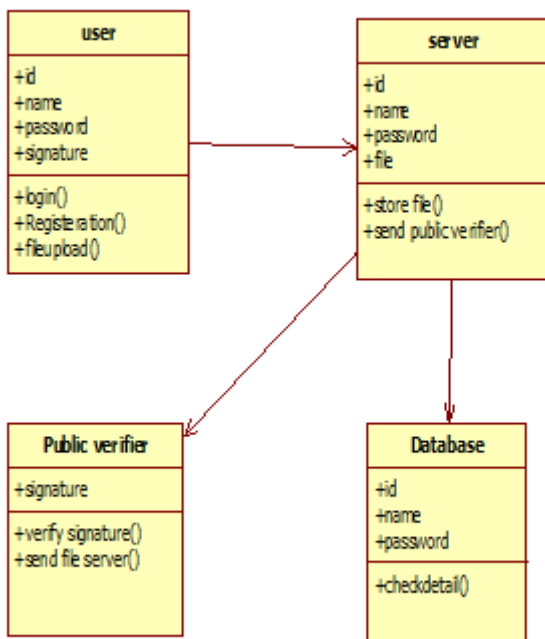 user
+id
+name
+password
+signature
+login()
+Registeration()
+fileupload()
server
+id
+name
+password
+file
+store file()
+send public verifier()
Public verifier
+signature
+verify signature()
+send file server()
Database
+id
+name
+password
+checkdetail()